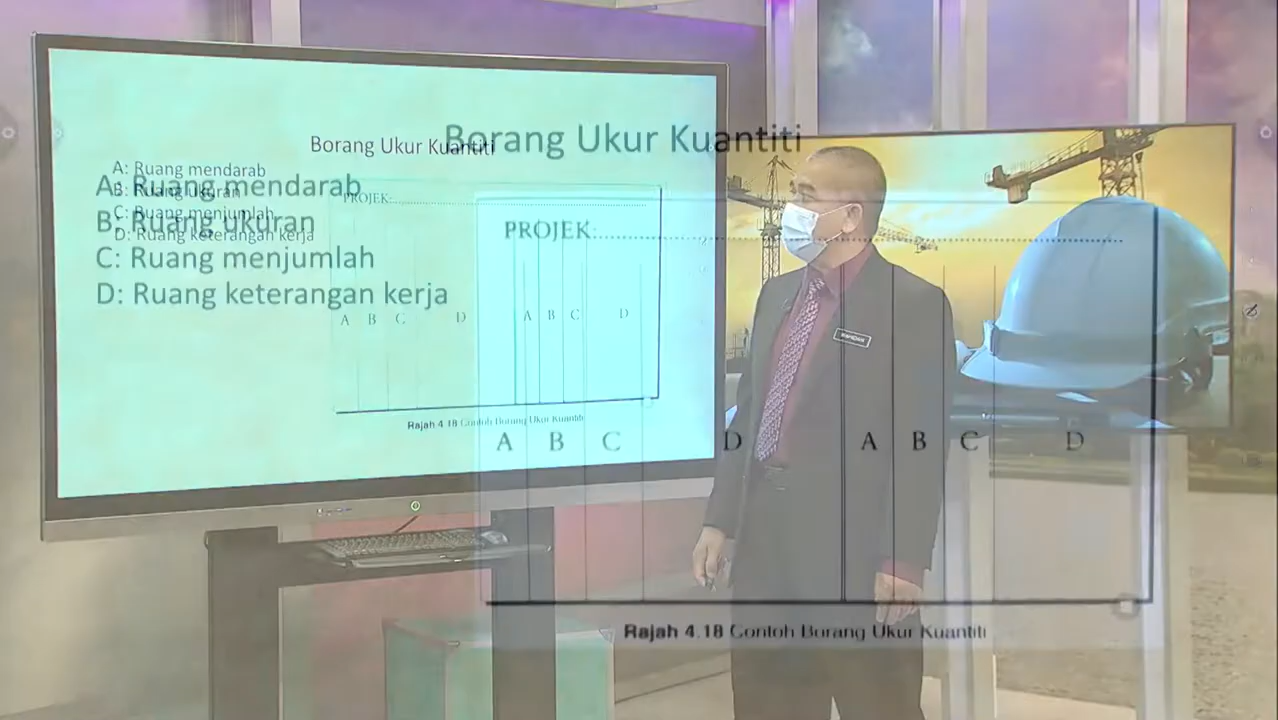 Borang Ukur Kuantiti
A: Ruang mendarab
B: Ruang ukuran
C: Ruang menjumlah
D: Ruang keterangan kerja
PROJEK:
A B C D A B C D
Rajah 4.18 Contoh Borang Ukur Kuantiti
Borang Ukur Kuantiti
A: Ruang mendarab
B: Ruang ukuran
C: Ruang menjumlah
D: Ruang keterangan kerja
PROJEK:
A B C D A B C D
Rajah 4.18 Contoh Borang Ukur Kuantiti